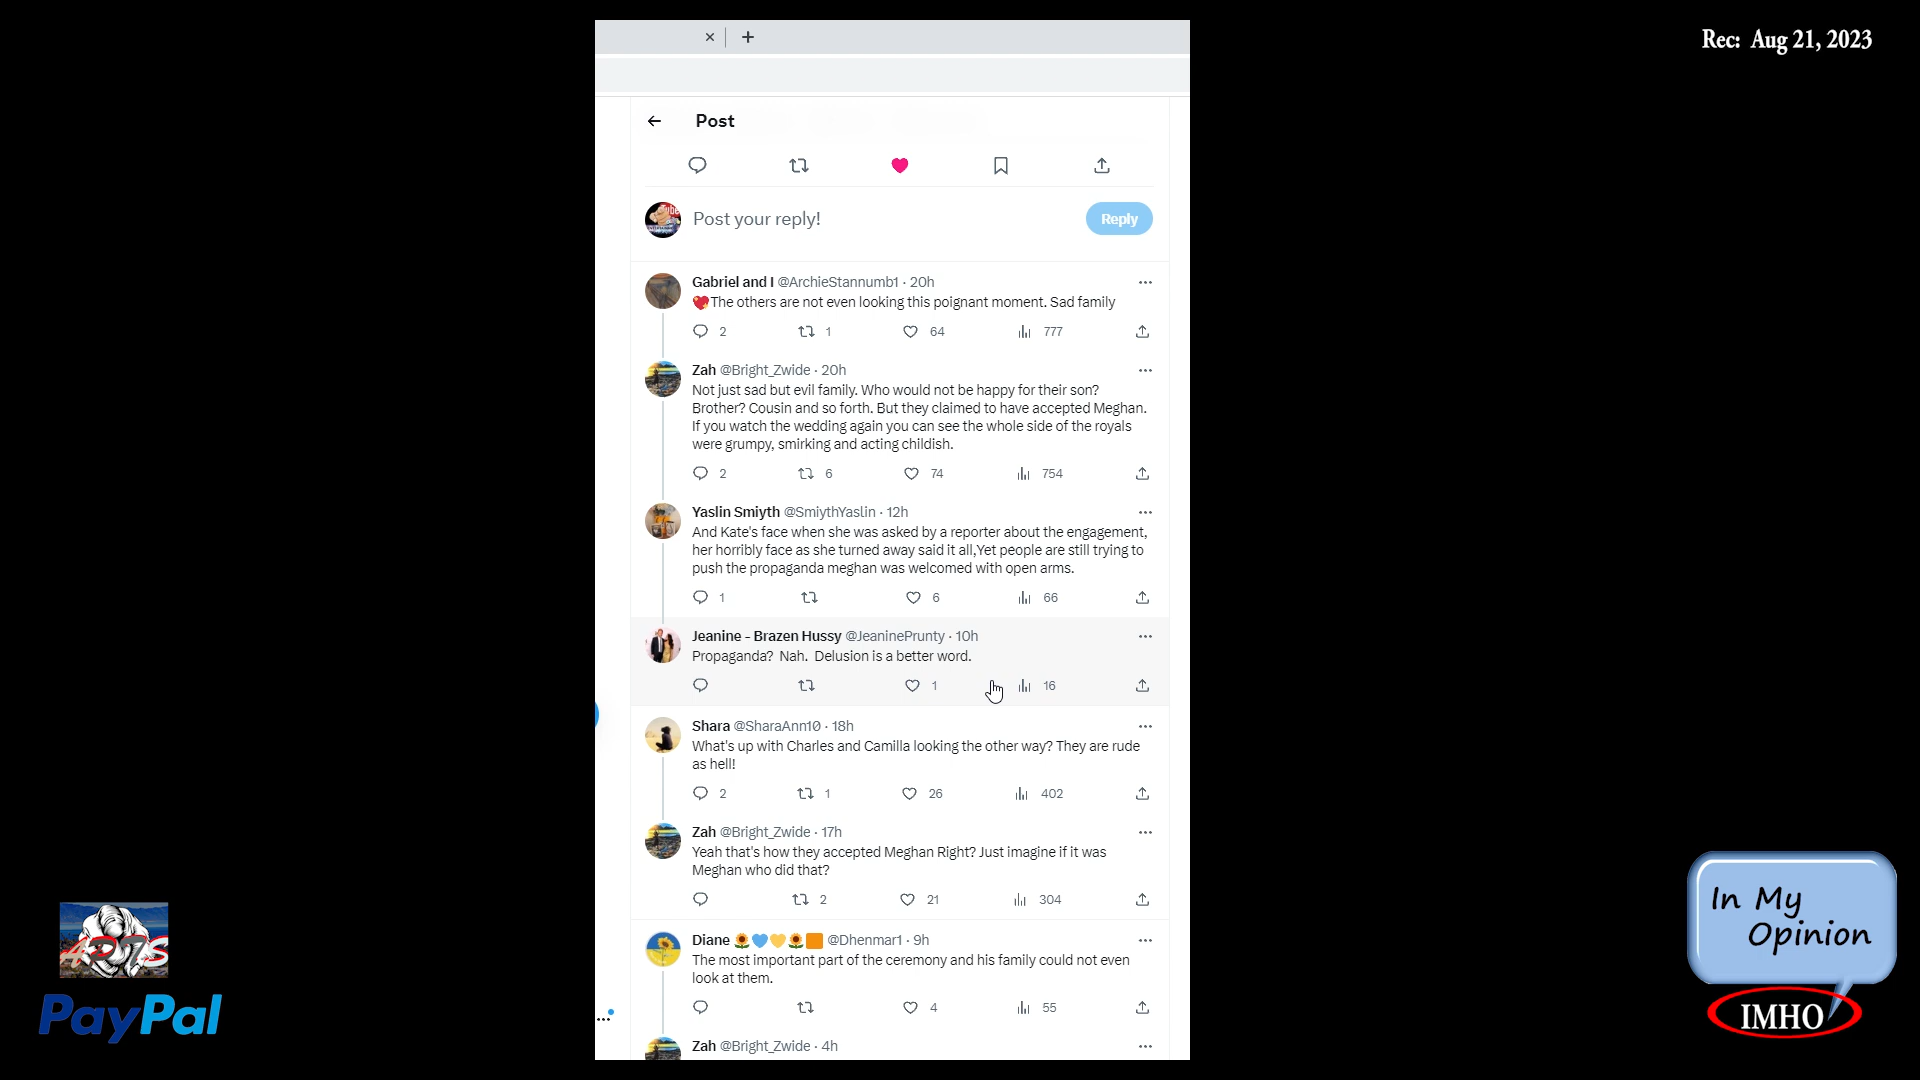 Rec: Aug 21, 2023
Post
Post your reply!
Reply
Gabriel and I @ArchieStannumb1 · 20h
💖The others are not even looking this poignant moment. Sad family
2 1 64 777
Zah @Bright_Zwide · 20h
Not just sad but evil family. Who would not be happy for their son?
Brother? Cousin and so forth. But they claimed to have accepted Meghan.
If you watch the wedding again you can see the whole side of the royals
were grumpy, smirking and acting childish.
2 6 74 754
Yaslin Smiyth @SmiythYaslin · 12h
And Kate's face when she was asked by a reporter about the engagement,
her horribly face as she turned away said it all,Yet people are still trying to
push the propaganda meghan was welcomed with open arms.
1 6 66
Jeanine - Brazen Hussy @JeaninePrunty · 10h
Propaganda? Nah. Delusion is a better word.
1 16
Shara @SharaAnn10 · 18h
What's up with Charles and Camilla looking the other way? They are rude
as hell!
2 1 26 402
Zah @Bright_Zwide · 17h
Yeah that's how they accepted Meghan Right? Just imagine if it was
Meghan who did that?
2 21 304
Diane 🌻💙💛🌻🟧 @Dhenmar1 · 9h
The most important part of the ceremony and his family could not even
look at them.
4 55
Zah @Bright_Zwide · 4h
PayPal
In My
Opinion
IMHO